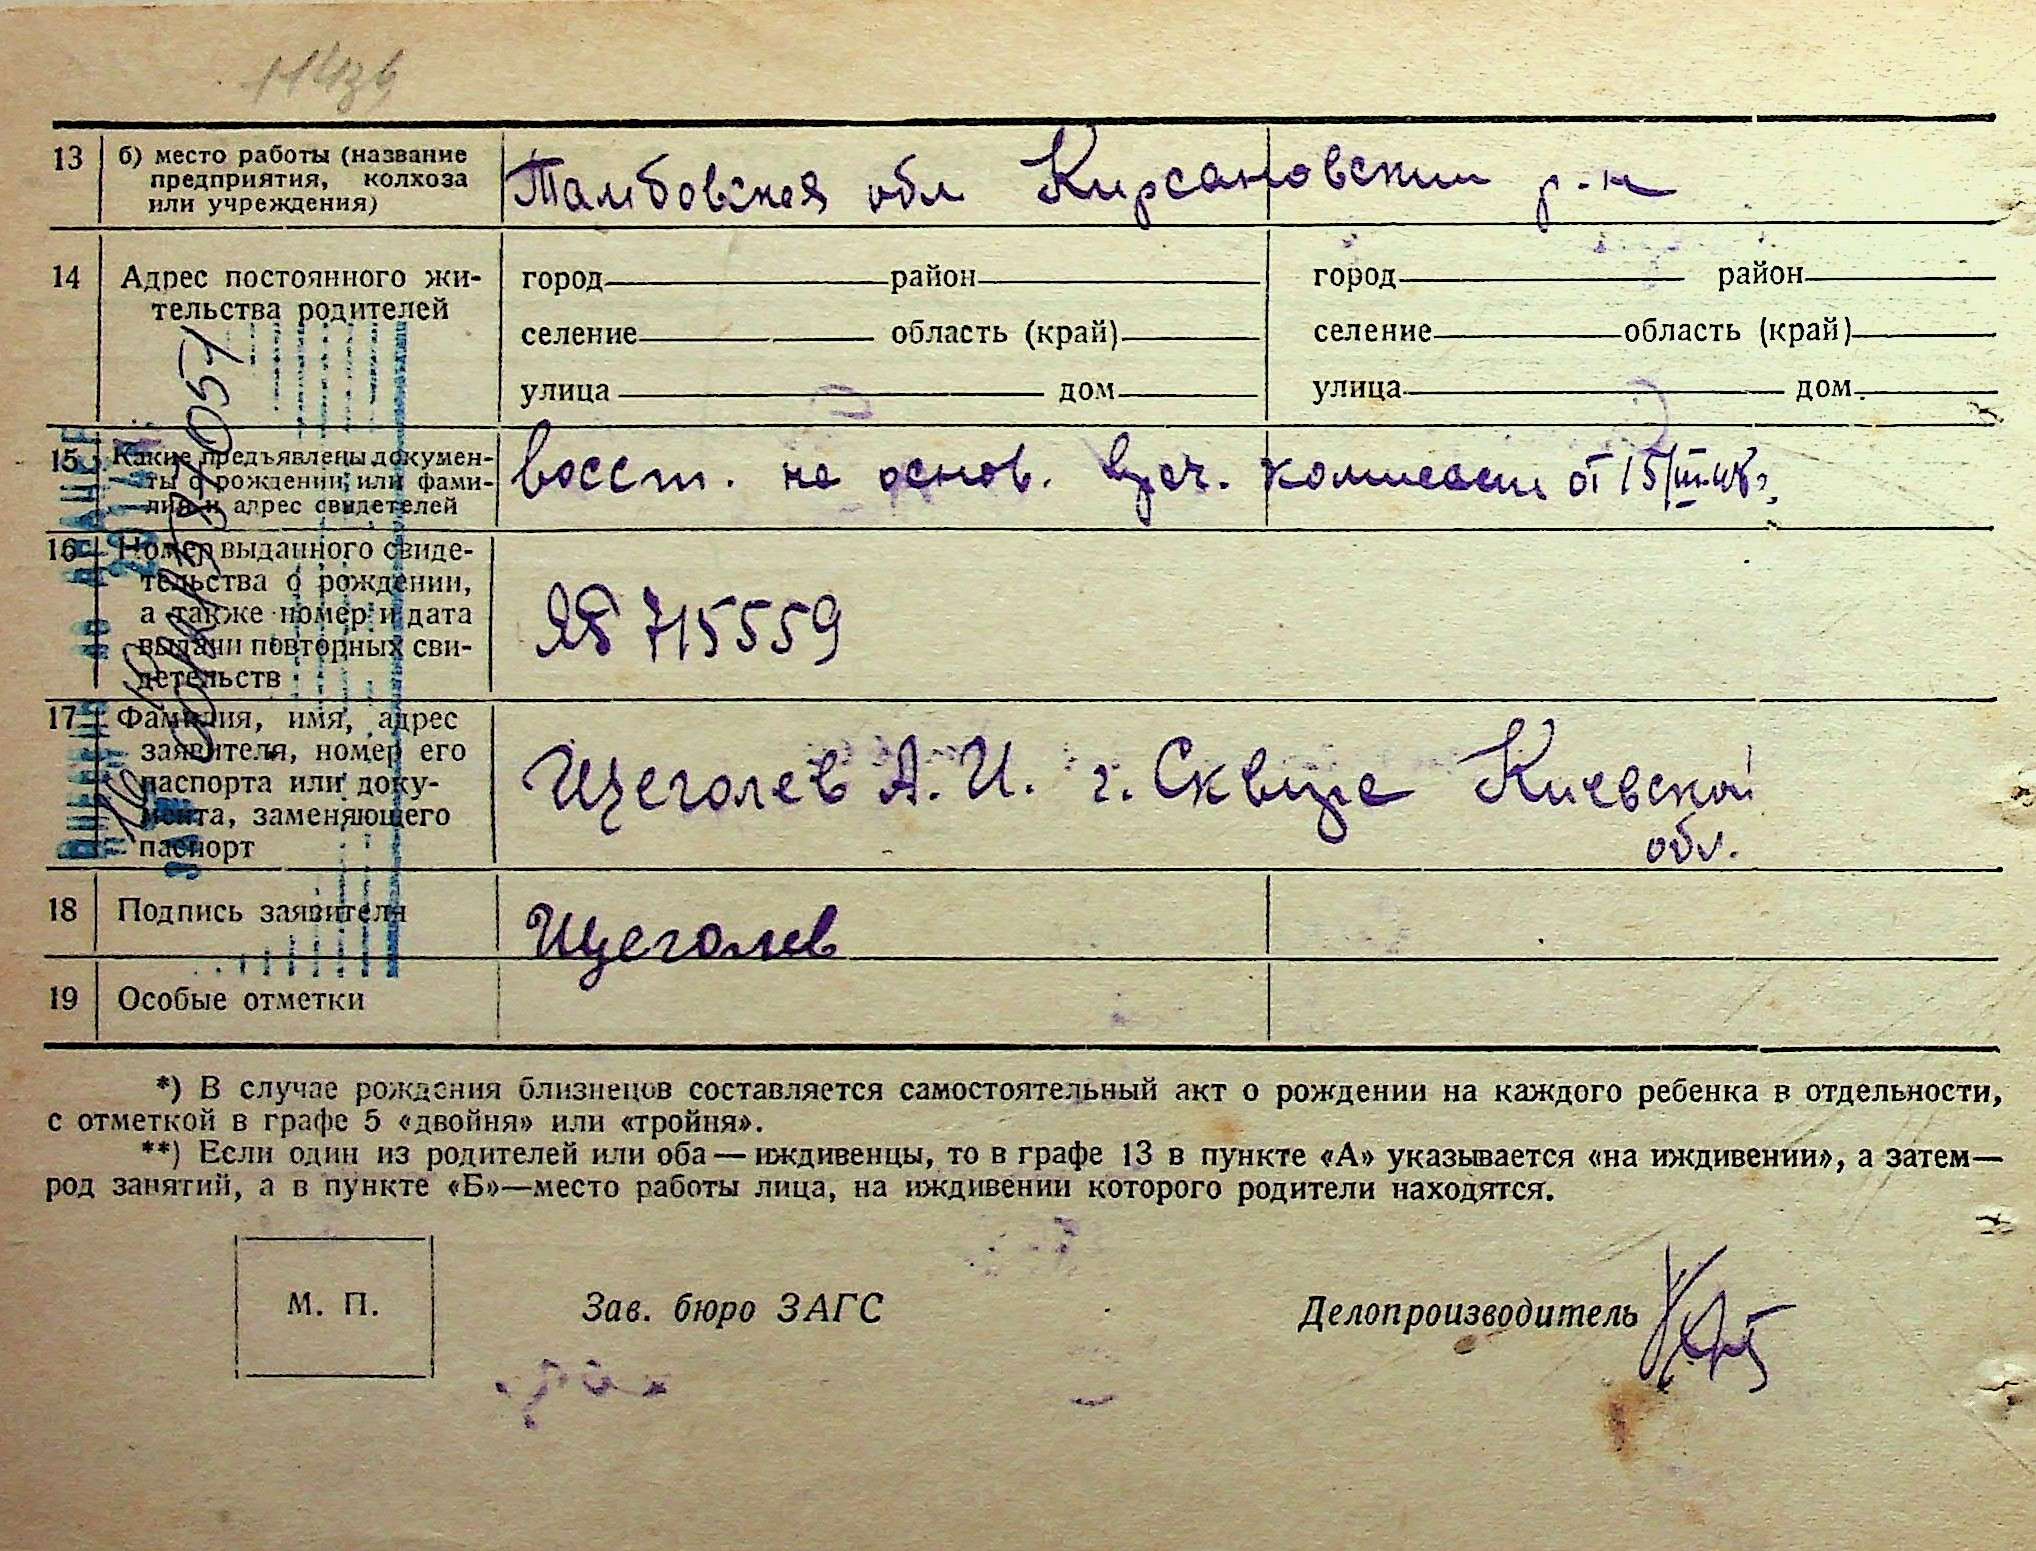 13 б) место работы (название предприятия, колхоза или учреждения) Тамбовская обл Кирсановский р-н
14 Адрес постоянного жи-
тельства родителей
город район город район
селение область (край) селение область (край)
улица дом улица дом
15 Какие предъявлены докумен-
ты о рождении, или фами-
лия и адрес свидетелей
восст. на основ. врач. комиссии от 15/III-48г.
16 Номер выданного свиде-
тельства о рождении,
а также номер и дата
выдачи повторных сви-
детельств
ЯБ 715559
17 Фамилия, имя, адрес
заявителя, номер его
паспорта или доку-
мента, заменяющего
паспорт
Щеголев А. И. г. Сквире Киевской
обл.
18 Подпись заявителя Щеголев
19 Особые отметки
*) В случае рождения близнецов составляется самостоятельный акт о рождении на каждого ребенка в отдельности,
с отметкой в графе 5 «двойня» или «тройня».
**) Если один из родителей или оба — иждивенцы, то в графе 13 в пункте «А» указывается «на иждивении», а затем—
род занятий, а в пункте «Б»—место работы лица, на иждивении которого родители находятся.
М. П. Зав. бюро ЗАГС Делопроизводитель